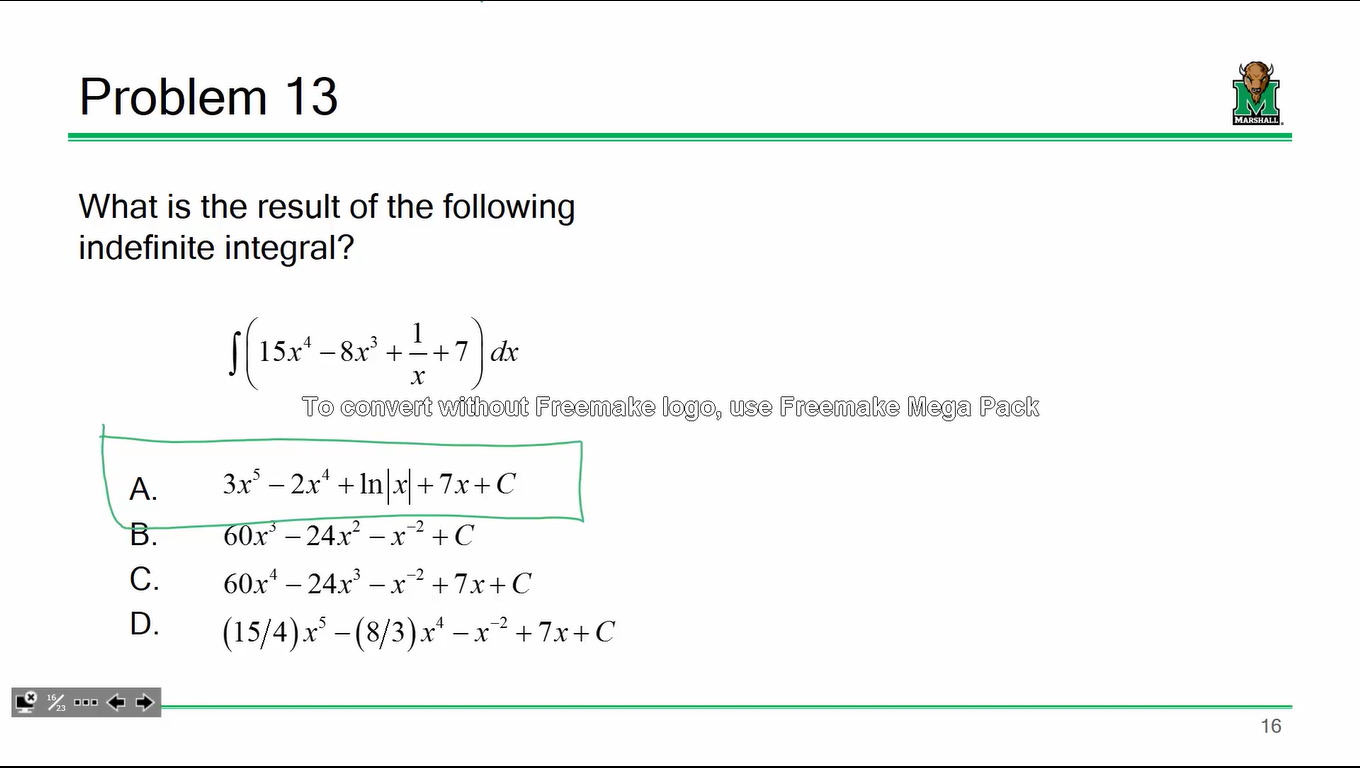 Problem 13
MARSHALL.
What is the result of the following
indefinite integral?
∫(15x⁴ − 8x³ + 1/x + 7) dx
To convert without Freemake logo, use Freemake Mega Pack
A. 3x⁵ − 2x⁴ + ln|x| + 7x + C
B. 60x³ − 24x² − x⁻² + C
C. 60x⁴ − 24x³ − x⁻² + 7x + C
D. (15/4)x⁵ − (8/3)x⁴ − x⁻² + 7x + C
16/23
16